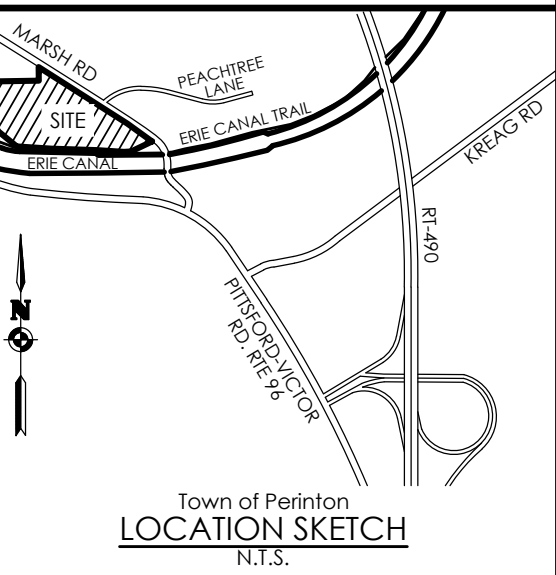 MARSH RD
PEACHTREE
LANE
SITE
ERIE CANAL TRAIL
ERIE CANAL
KREAG RD
RT-490
N
PITTSFORD-VICTOR
RD. RTE 96
Town of Perinton
LOCATION SKETCH
N.T.S.